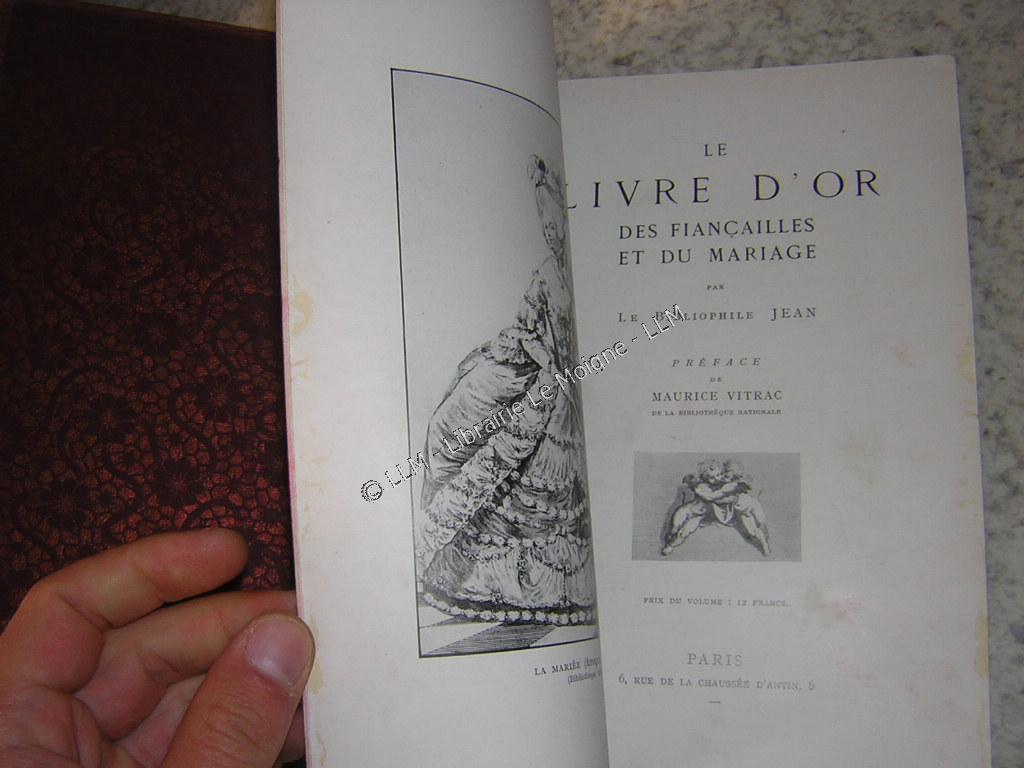 LE
LIVRE D'OR
DES FIANÇAILLES
ET DU MARIAGE
PAR
LE BIBLIOPHILE JEAN
PRÉFACE
DE
MAURICE VITRAC
DE LA BIBLIOTHÈQUE NATIONALE
PRIX DU VOLUME : 12 FRANCS.
PARIS
6, RUE DE LA CHAUSSÉE D'ANTIN, 6
LA MARIÉE
© LLM - Librairie Le Moigne - LLM